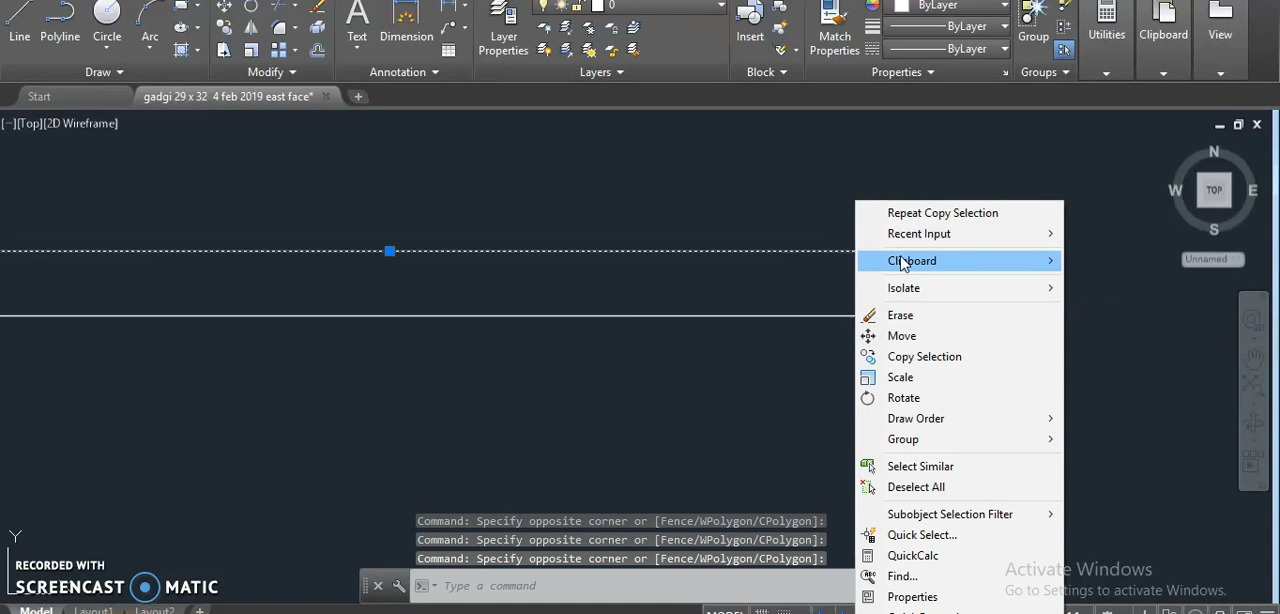 0
ByLayer
Line Polyline Circle Arc
Text Dimension
Layer
Properties
Insert
Match
Properties
ByLayer
ByLayer
Group
Utilities Clipboard View
Draw Modify Annotation Layers Block Properties Groups
Start gadgi 29 x 32 4 feb 2019 east face*
[−][Top][2D Wireframe]
N
W TOP E
S
Unnamed
Repeat Copy Selection
Recent Input
Clipboard
Isolate
Erase
Move
Copy Selection
Scale
Rotate
Draw Order
Group
Select Similar
Deselect All
Subobject Selection Filter
Quick Select...
QuickCalc
Find...
Properties
Command: Specify opposite corner or [Fence/WPolygon/CPolygon]:
Command: Specify opposite corner or [Fence/WPolygon/CPolygon]:
Command: Specify opposite corner or [Fence/WPolygon/CPolygon]:
Type a command
Y
RECORDED WITH
SCREENCAST MATIC
Activate Windows
Go to Settings to activate Windows.
Model Layout1 Layout2 +
MODEL